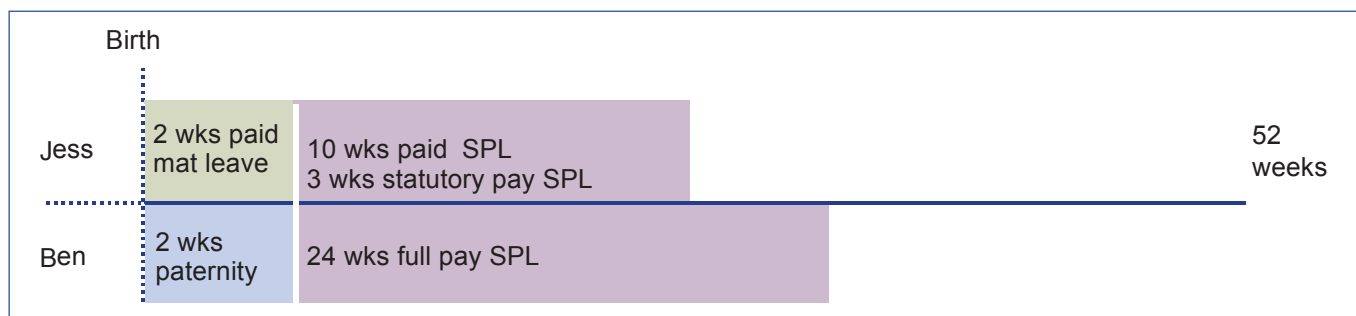 Birth
Jess
2 wks paid
mat leave
10 wks paid SPL
3 wks statutory pay SPL
52
weeks
Ben
2 wks
paternity
24 wks full pay SPL